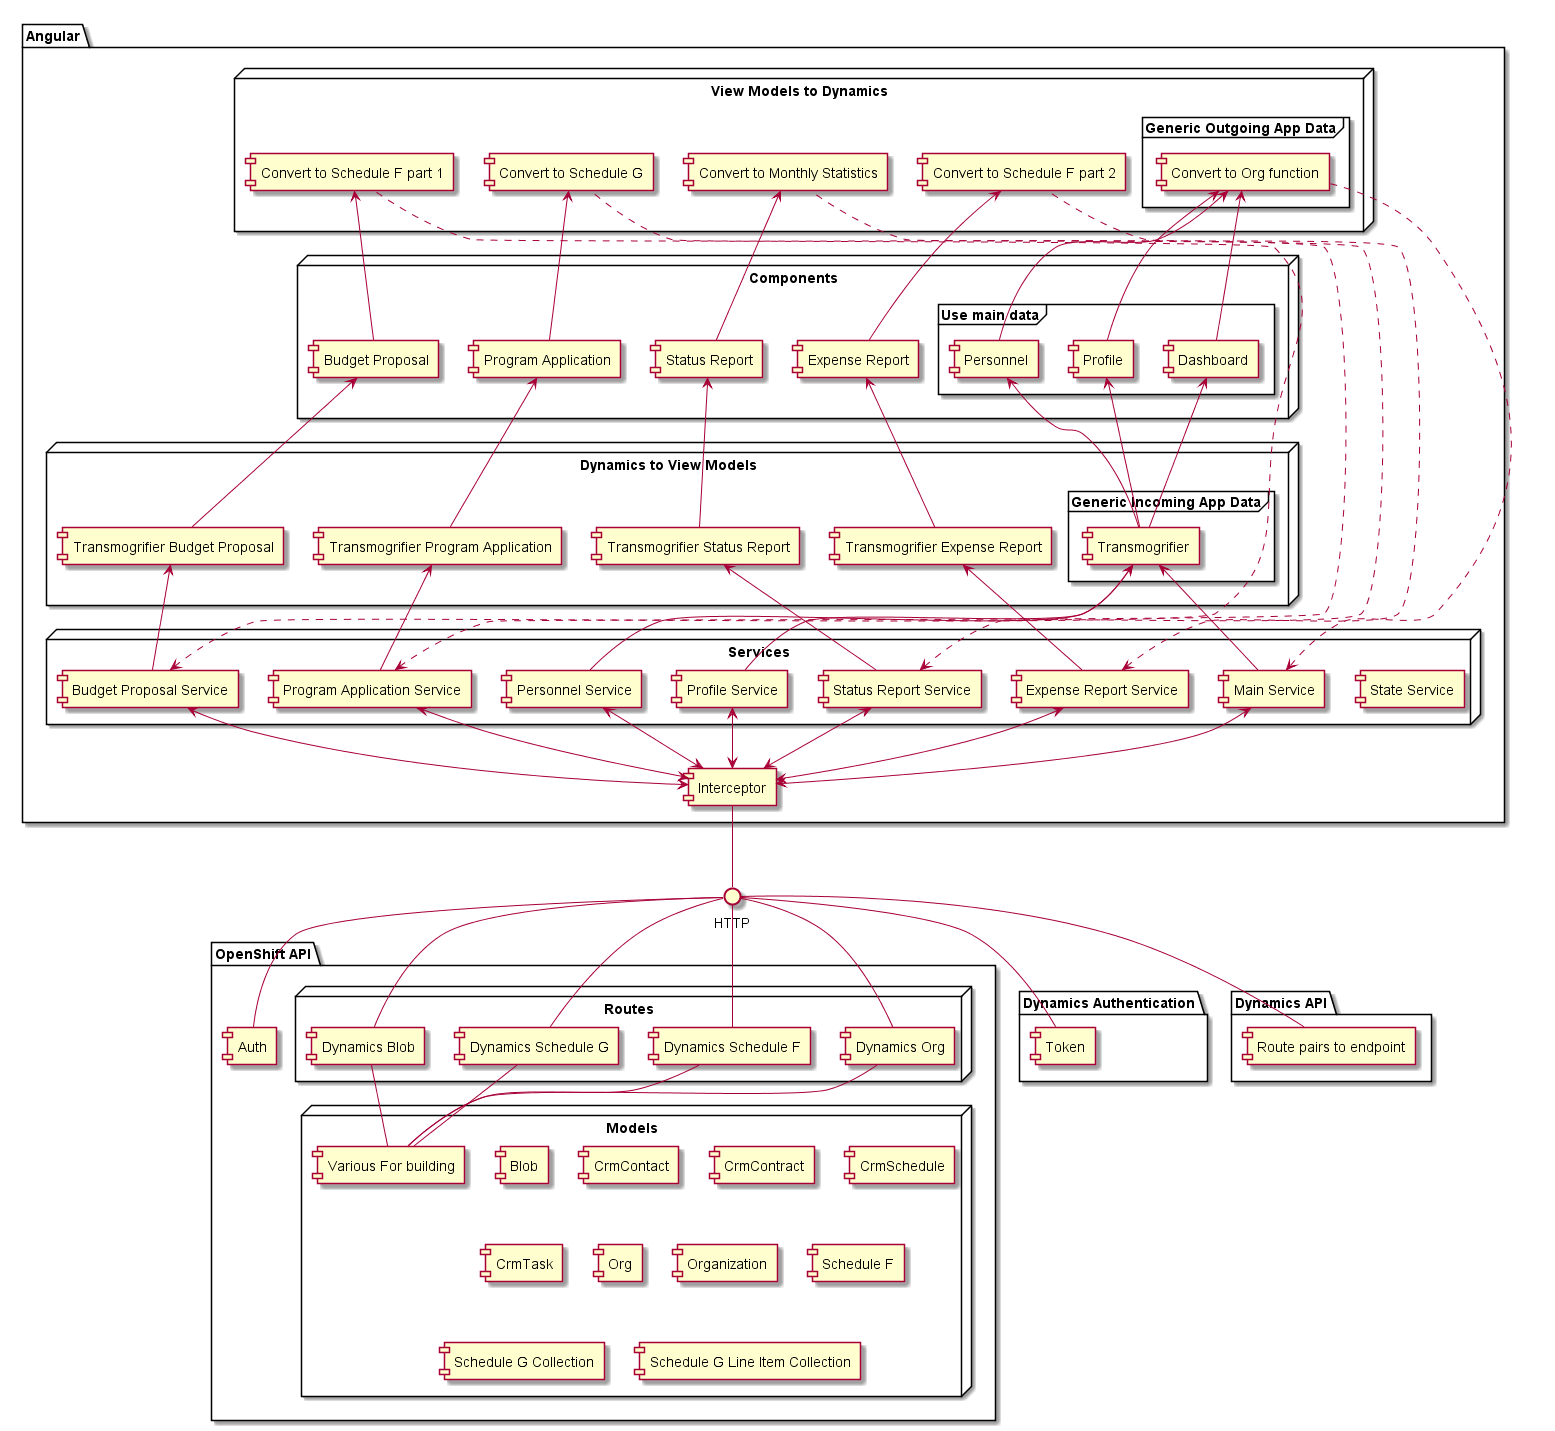 Angular
View Models to Dynamics
Generic Outgoing App Data
Convert to Schedule F part 1
Convert to Schedule G
Convert to Monthly Statistics
Convert to Schedule F part 2
Convert to Org function
Components
Use main data
Budget Proposal
Program Application
Status Report
Expense Report
Personnel
Profile
Dashboard
Dynamics to View Models
Generic Incoming App Data
Transmogrifier Budget Proposal
Transmogrifier Program Application
Transmogrifier Status Report
Transmogrifier Expense Report
Transmogrifier
Services
Budget Proposal Service
Program Application Service
Personnel Service
Profile Service
Status Report Service
Expense Report Service
Main Service
State Service
Interceptor
HTTP
OpenShift API
Routes
Dynamics Authentication
Dynamics API
Auth
Dynamics Blob
Dynamics Schedule G
Dynamics Schedule F
Dynamics Org
Token
Route pairs to endpoint
Models
Various For building
Blob
CrmContact
CrmContract
CrmSchedule
CrmTask
Org
Organization
Schedule F
Schedule G Collection
Schedule G Line Item Collection